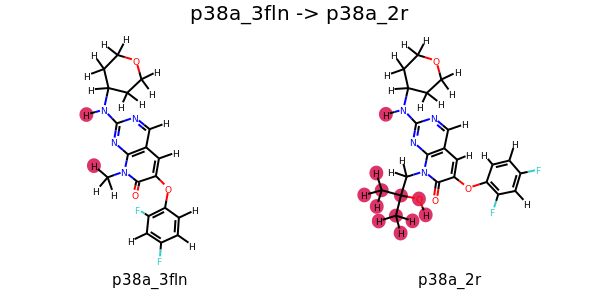 p38a_3fln -> p38a_2r
H H H H
H O H H O H
H H H H H H
H N N H H N N H
N H N H H
H N H N H F
H H O O H O O F H
F H H O H
H H H H H
F
p38a_3fln p38a_2r